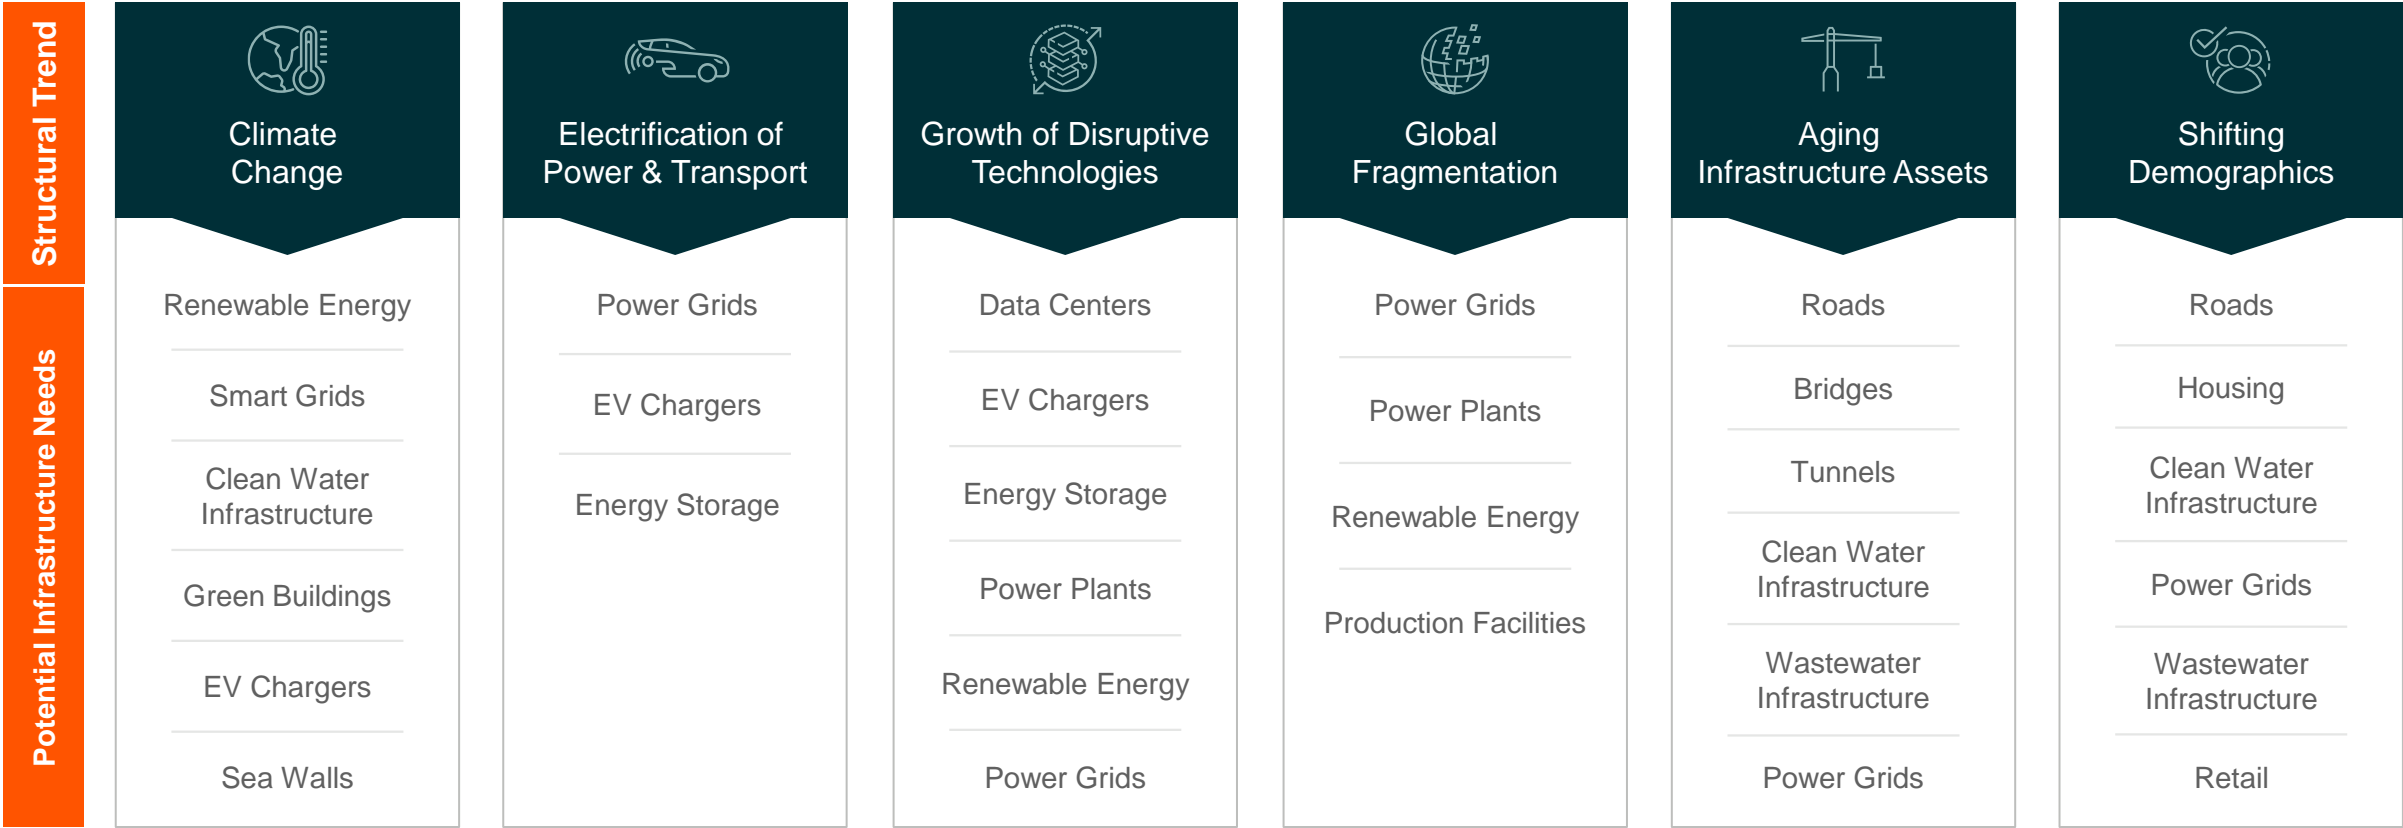 Structural Trend
Climate
Change
Electrification of
Power & Transport
Growth of Disruptive
Technologies
Global
Fragmentation
Aging
Infrastructure Assets
Shifting
Demographics
Potential Infrastructure Needs
Renewable Energy
Smart Grids
Clean Water
Infrastructure
Green Buildings
EV Chargers
Sea Walls
Power Grids
EV Chargers
Energy Storage
Data Centers
EV Chargers
Energy Storage
Power Plants
Renewable Energy
Power Grids
Power Grids
Power Plants
Renewable Energy
Production Facilities
Roads
Bridges
Tunnels
Clean Water
Infrastructure
Wastewater
Infrastructure
Power Grids
Roads
Housing
Clean Water
Infrastructure
Power Grids
Wastewater
Infrastructure
Retail